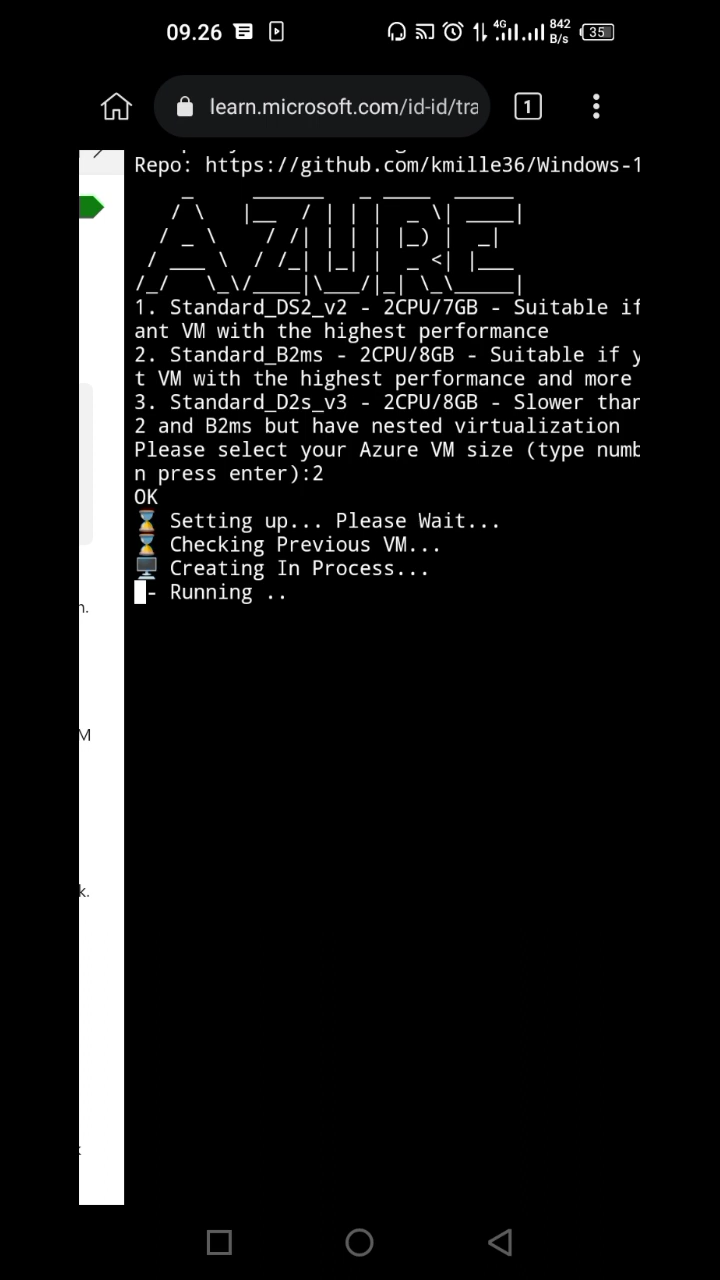 09.26 4G 842 B/s 35
learn.microsoft.com/id-id/tra 1
Repo: https://github.com/kmille36/Windows-1
AZURE
1. Standard_DS2_v2 - 2CPU/7GB - Suitable if
ant VM with the highest performance
2. Standard_B2ms - 2CPU/8GB - Suitable if y
t VM with the highest performance and more
3. Standard_D2s_v3 - 2CPU/8GB - Slower than
2 and B2ms but have nested virtualization
Please select your Azure VM size (type numb
n press enter):2
OK
⌛ Setting up... Please Wait...
⌛ Checking Previous VM...
🖥️ Creating In Process...
- Running ..
n.
M
k.